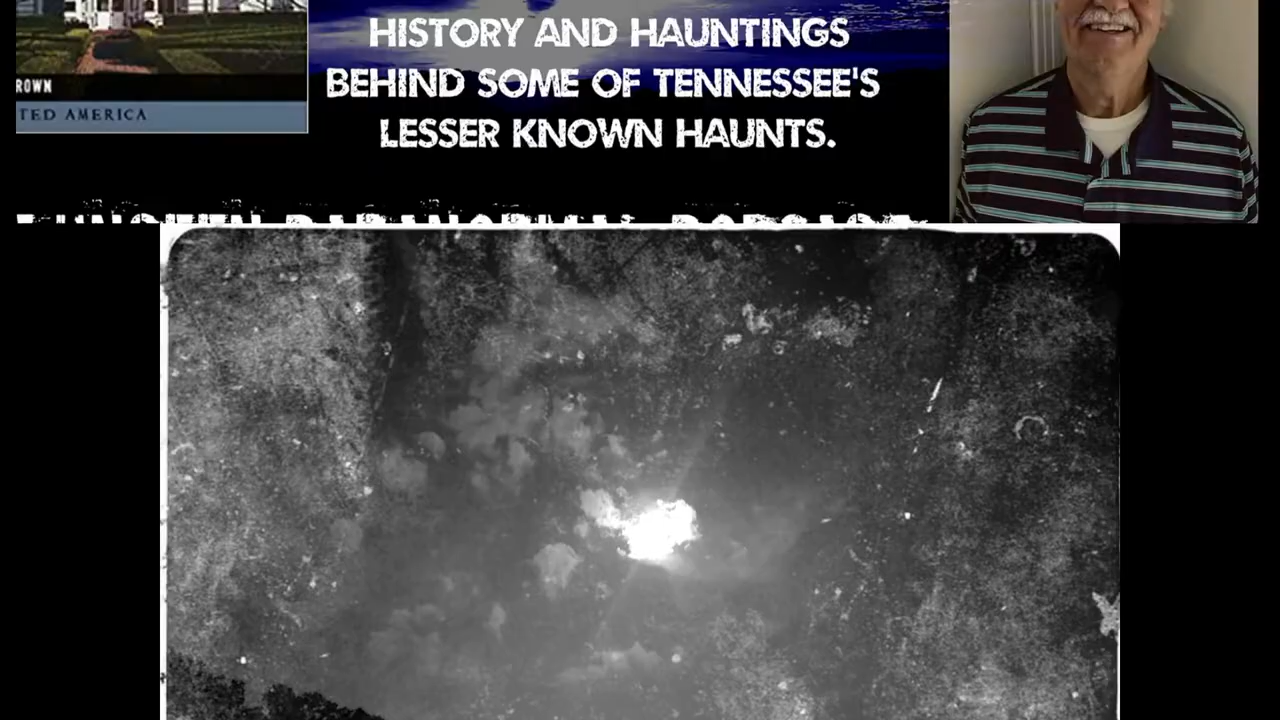 HISTORY AND HAUNTINGS
BEHIND SOME OF TENNESSEE'S
LESSER KNOWN HAUNTS.
ROWN
TED AMERICA